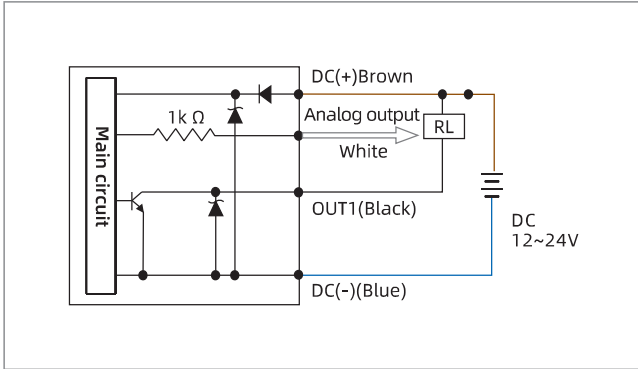 DC(+)Brown
1k Ω
Analog output
RL
White
Main circuit
OUT1(Black)
DC
12~24V
DC(-)(Blue)